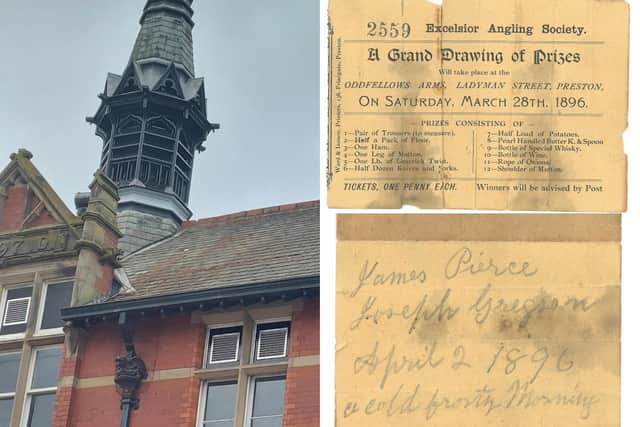 2559 Excelsior Angling Society.
A Grand Drawing of Prizes
Will take place at the
ODDFELLOWS ARMS, LADYMAN STREET, PRESTON,
ON SATURDAY, MARCH 28TH, 1896.
— PRIZES CONSISTING OF —
1—Pair of Trousers (to measure).
2—Half a Pack of Flour.
3—One Ham.
4—One Leg of Mutton.
5—One Lb. of Limerick Twist.
6—Half Dozen Knives and Forks.
7—Half Load of Potatoes.
8—Pearl Handled Butter K. & Spoon
9—Bottle of Special Whisky.
10—Bottle of Wine.
11—Rope of Onions.
12—Shoulder of Mutton.
TICKETS, ONE PENNY EACH. Winners will be advised by Post
James Pierce
Joseph Gregson
April 2 1896
a cold frosty Morning